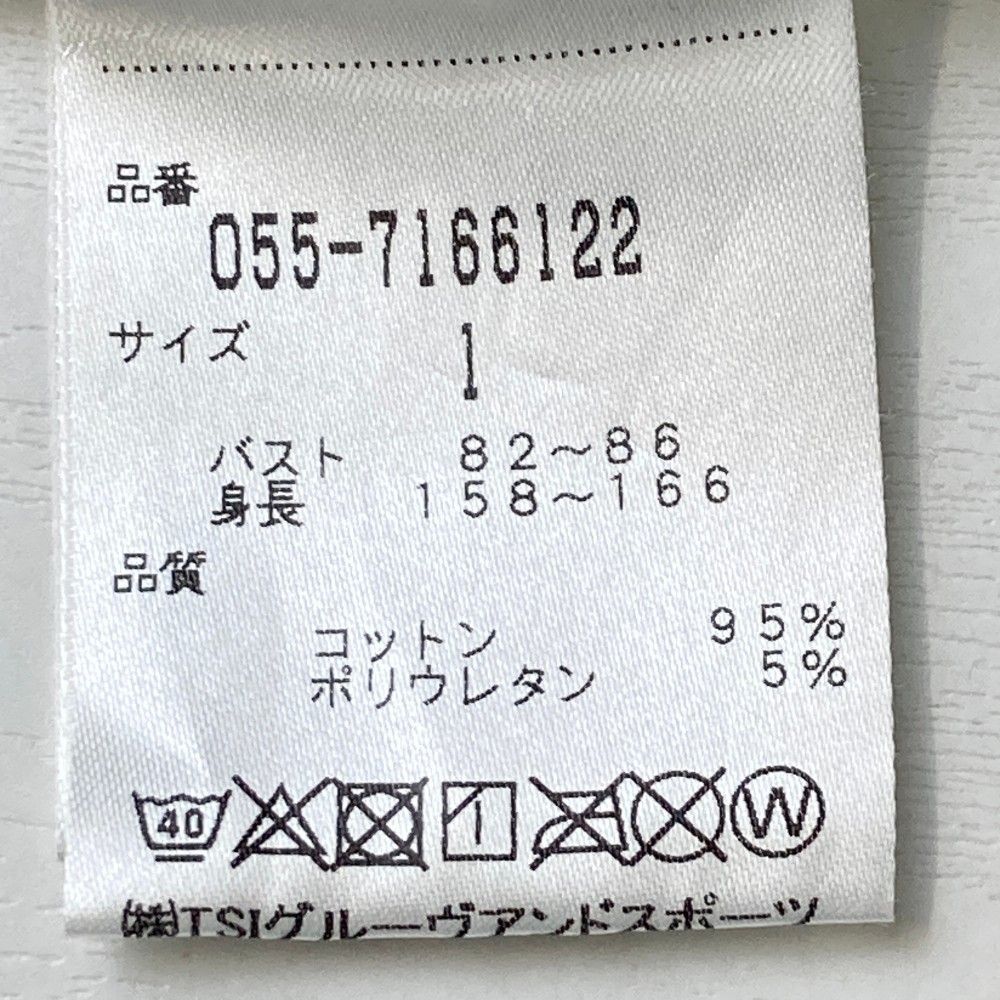 品番
055-7166122
サイズ 1
バスト 82～86
身長 158～166
品質
コットン 95%
ポリウレタン 5%
40 W
㈱TSIグルーヴアンドスポーツ